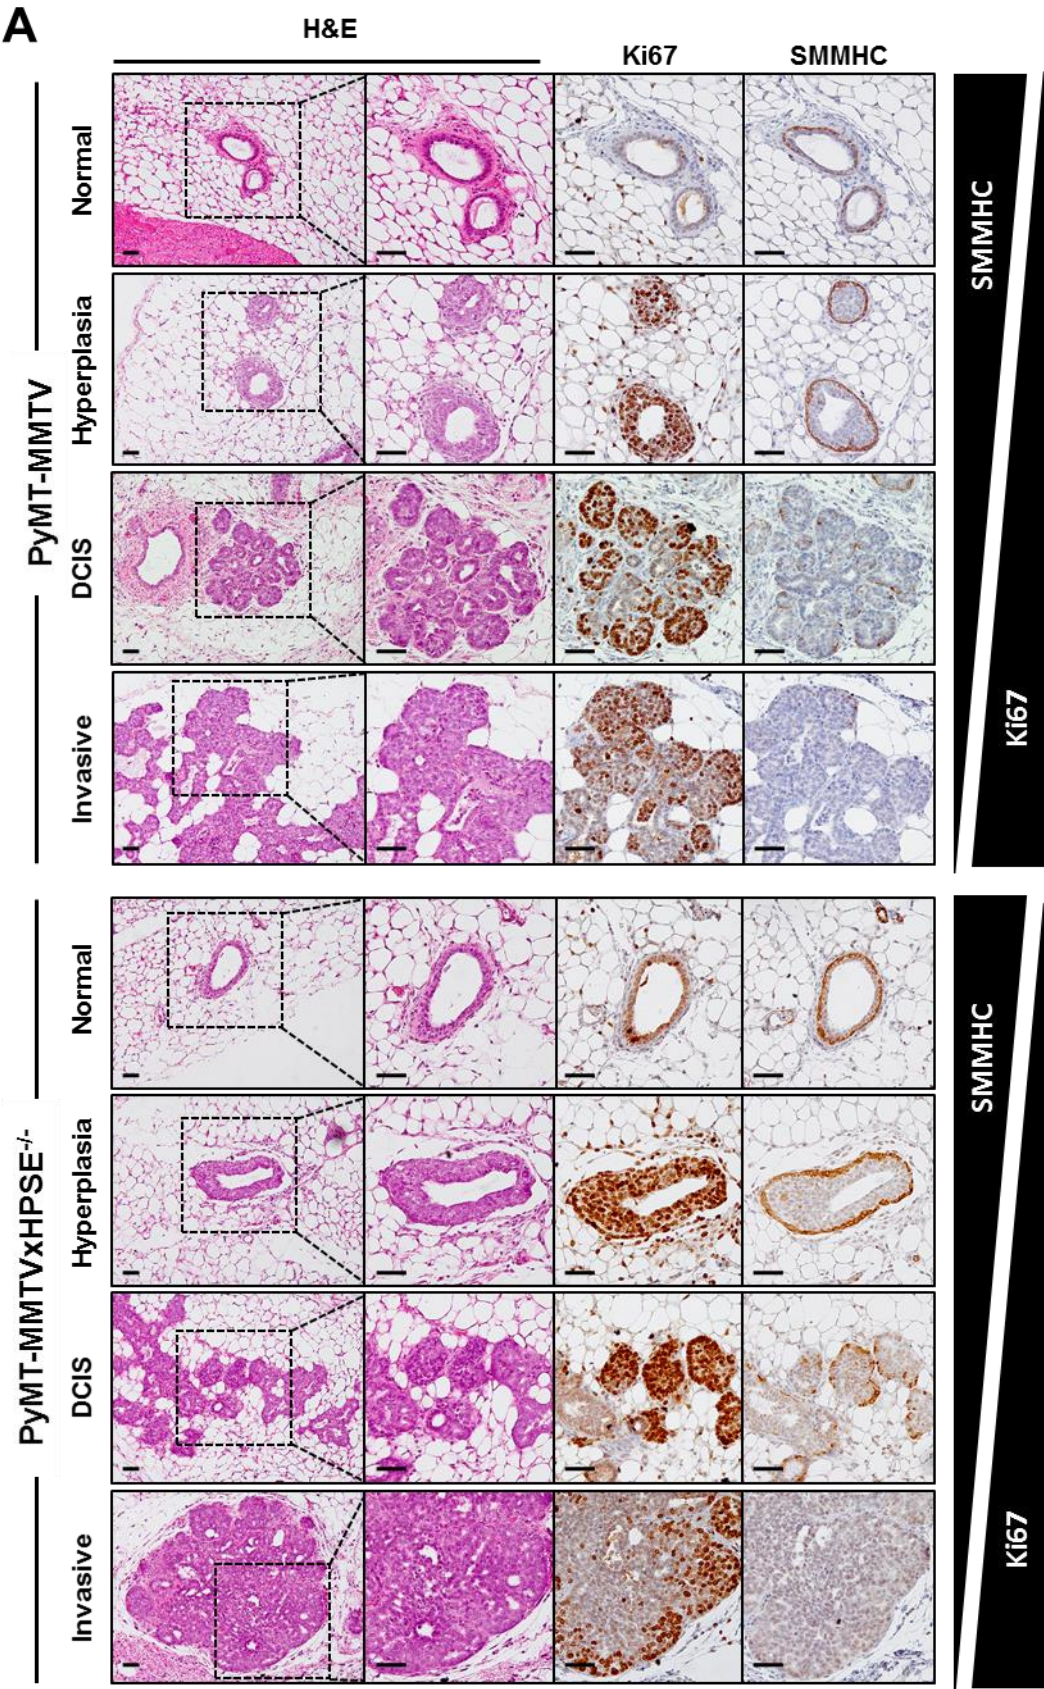 A
H&E
Ki67
SMMHC
PyMT-MMTV
Normal
Hyperplasia
DCIS
Invasive
SMMHC
Ki67
PyMT-MMTVxHPSE-/-
Normal
Hyperplasia
DCIS
Invasive
SMMHC
Ki67